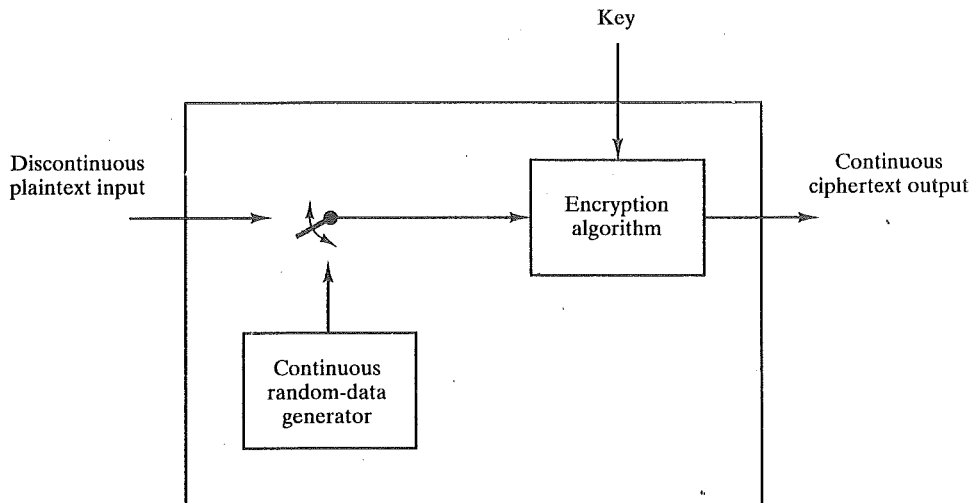 Key
Discontinuous
plaintext input
Continuous
ciphertext output
Encryption
algorithm
Continuous
random-data
generator